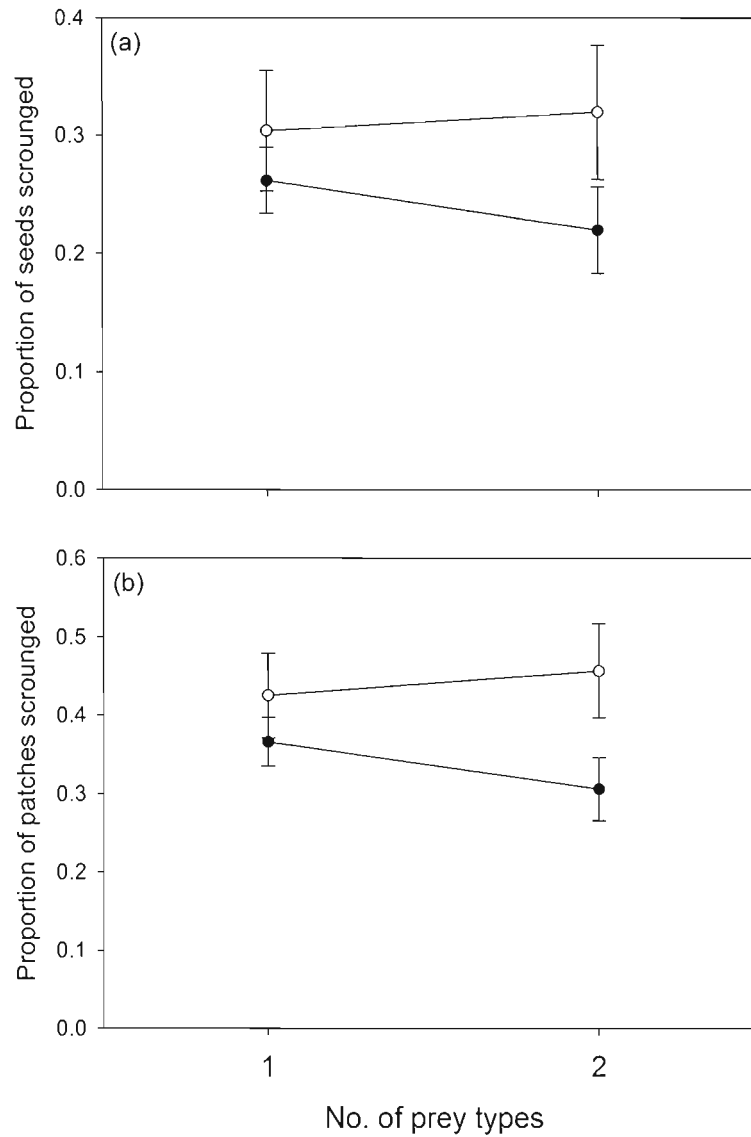 (a)
0.4
0.3
0.2
0.1
0.0
Proportion of seeds scrounged
(b)
0.6
0.5
0.4
0.3
0.2
0.1
0.0
Proportion of patches scrounged
1 2
No. of prey types